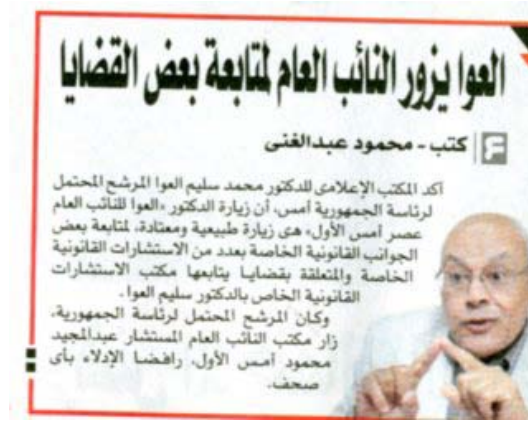 العوا يزور النائب العام لمتابعة بعض القضايا
كتب - محمود عبدالغنى
أكد المكتب الإعلامى للدكتور محمد سليم العوا المرشح المحتمل
لرئاسة الجمهورية أمس، أن زيارة الدكتور «العوا للنائب العام
عصر أمس الأول» هى زيارة طبيعية ومعتادة، لمتابعة بعض
الجوانب القانونية الخاصة بعدد من الاستشارات القانونية
الخاصة والمتعلقة بقضايا يتابعها مكتب الاستشارات
القانونية الخاص بالدكتور سليم العوا.
وكان المرشح المحتمل لرئاسة الجمهورية،
زار مكتب النائب العام المستشار عبدالمجيد
محمود أمس الأول، رافضا الإدلاء بأى
صحف.